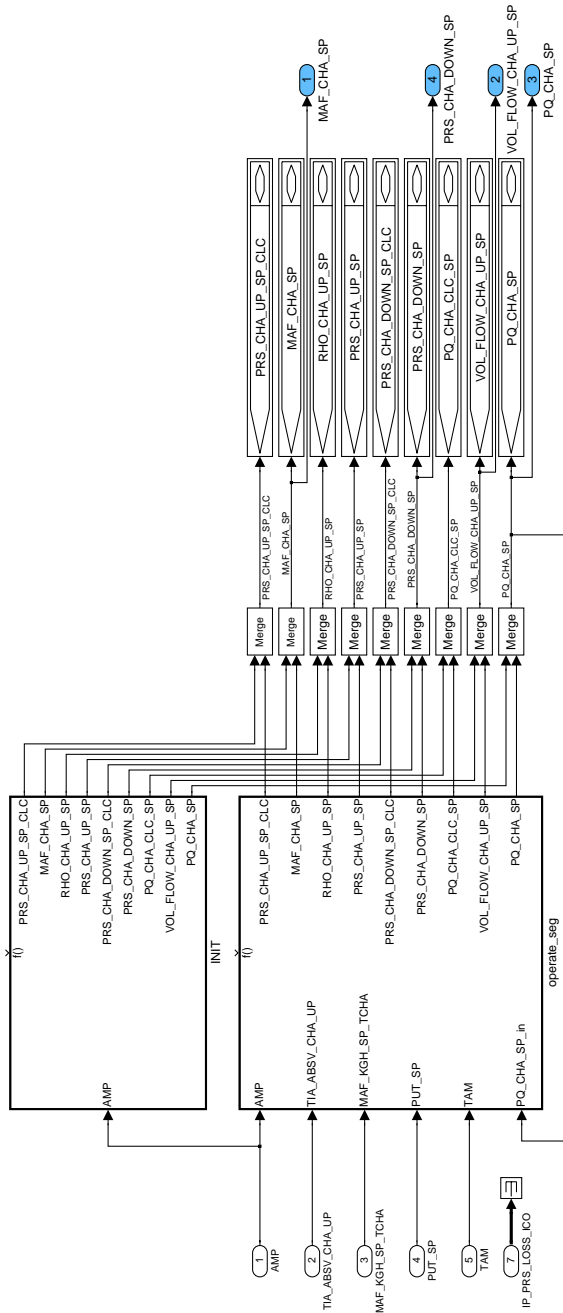 AMP
f()
PRS_CHA_UP_SP_CLC
MAF_CHA_SP
RHO_CHA_UP_SP
PRS_CHA_UP_SP
PRS_CHA_DOWN_SP_CLC
PRS_CHA_DOWN_SP
PQ_CHA_CLC_SP
VOL_FLOW_CHA_UP_SP
PQ_CHA_SP
INIT
1
AMP
2
TIA_ABSV_CHA_UP
3
MAF_KGH_SP_TCHA
4
PUT_SP
5
TAM
7
IP_PRS_LOSS_ICO
AMP
TIA_ABSV_CHA_UP
MAF_KGH_SP_TCHA
PUT_SP
TAM
PQ_CHA_SP_in
f()
PRS_CHA_UP_SP_CLC
MAF_CHA_SP
RHO_CHA_UP_SP
PRS_CHA_UP_SP
PRS_CHA_DOWN_SP_CLC
PRS_CHA_DOWN_SP
PQ_CHA_CLC_SP
VOL_FLOW_CHA_UP_SP
PQ_CHA_SP
operate_seg
Merge
Merge
Merge
Merge
Merge
Merge
Merge
Merge
Merge
PRS_CHA_UP_SP_CLC
MAF_CHA_SP
RHO_CHA_UP_SP
PRS_CHA_UP_SP
PRS_CHA_DOWN_SP_CLC
PRS_CHA_DOWN_SP
PQ_CHA_CLC_SP
VOL_FLOW_CHA_UP_SP
PQ_CHA_SP
PRS_CHA_UP_SP_CLC
MAF_CHA_SP
RHO_CHA_UP_SP
PRS_CHA_UP_SP
PRS_CHA_DOWN_SP_CLC
PRS_CHA_DOWN_SP
PQ_CHA_CLC_SP
VOL_FLOW_CHA_UP_SP
PQ_CHA_SP
1
MAF_CHA_SP
4
PRS_CHA_DOWN_SP
2
VOL_FLOW_CHA_UP_SP
3
PQ_CHA_SP